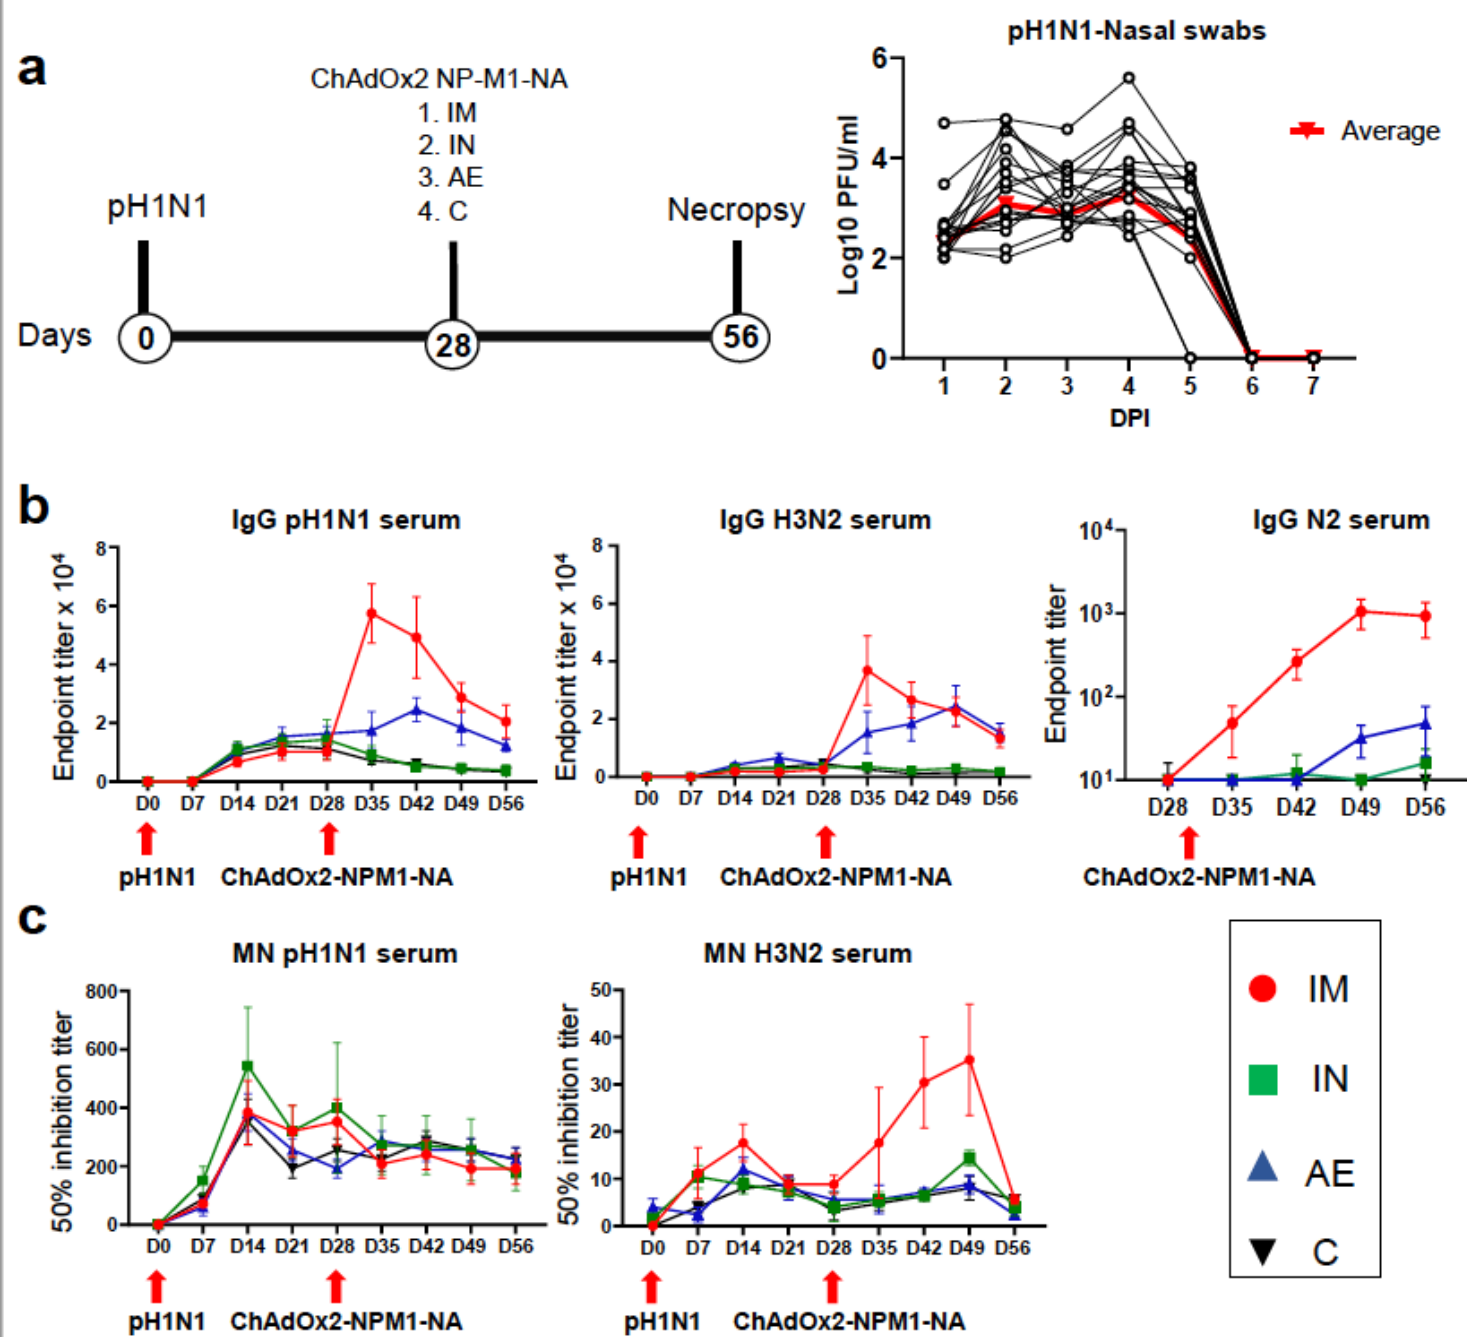 a
ChAdOx2 NP-M1-NA
1. IM
2. IN
3. AE
4. C
pH1N1
Necropsy
Days
0
28
56
pH1N1-Nasal swabs
Log10 PFU/ml
6
4
2
0
1 2 3 4 5 6 7
DPI
Average
b
IgG pH1N1 serum
Endpoint titer x 10⁴
8
6
4
2
0
D0 D7 D14 D21 D28 D35 D42 D49 D56
pH1N1 ChAdOx2-NPM1-NA
IgG H3N2 serum
Endpoint titer x 10⁴
8
6
4
2
0
D0 D7 D14 D21 D28 D35 D42 D49 D56
pH1N1 ChAdOx2-NPM1-NA
IgG N2 serum
Endpoint titer
10⁴
10³
10²
10¹
D28 D35 D42 D49 D56
ChAdOx2-NPM1-NA
c
MN pH1N1 serum
50% inhibition titer
800
600
400
200
0
D0 D7 D14 D21 D28 D35 D42 D49 D56
pH1N1 ChAdOx2-NPM1-NA
MN H3N2 serum
50% inhibition titer
50
40
30
20
10
0
D0 D7 D14 D21 D28 D35 D42 D49 D56
pH1N1 ChAdOx2-NPM1-NA
IM
IN
AE
C